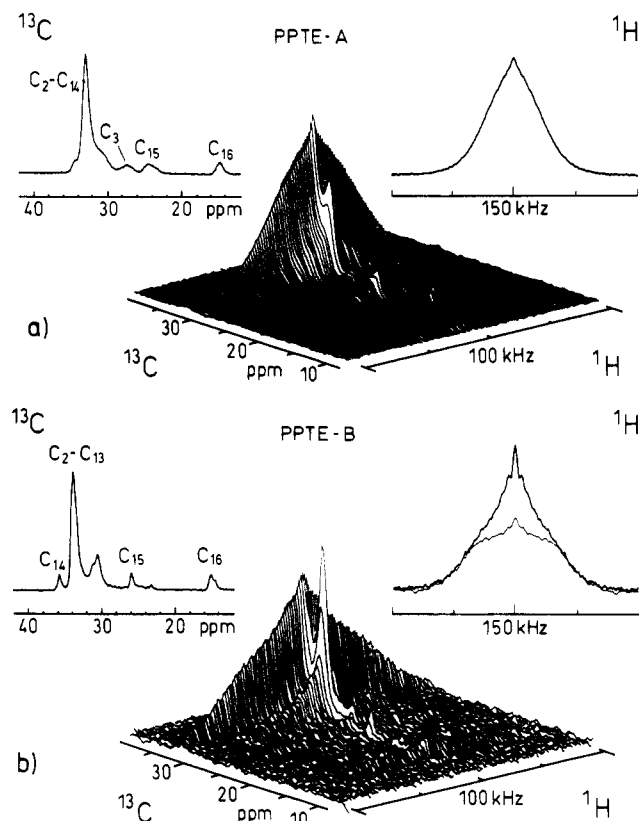 ¹³C
PPTE-A
¹H
C₂-C₁₄
C₃
C₁₅
C₁₆
40 30 20 ppm
150 kHz
a)
30
20
ppm
10
¹³C
100 kHz
¹H
¹³C
PPTE-B
¹H
C₂-C₁₃
C₁₄
C₁₅
C₁₆
40 30 20 ppm
150 kHz
b)
30
20
ppm
10
¹³C
100 kHz
¹H